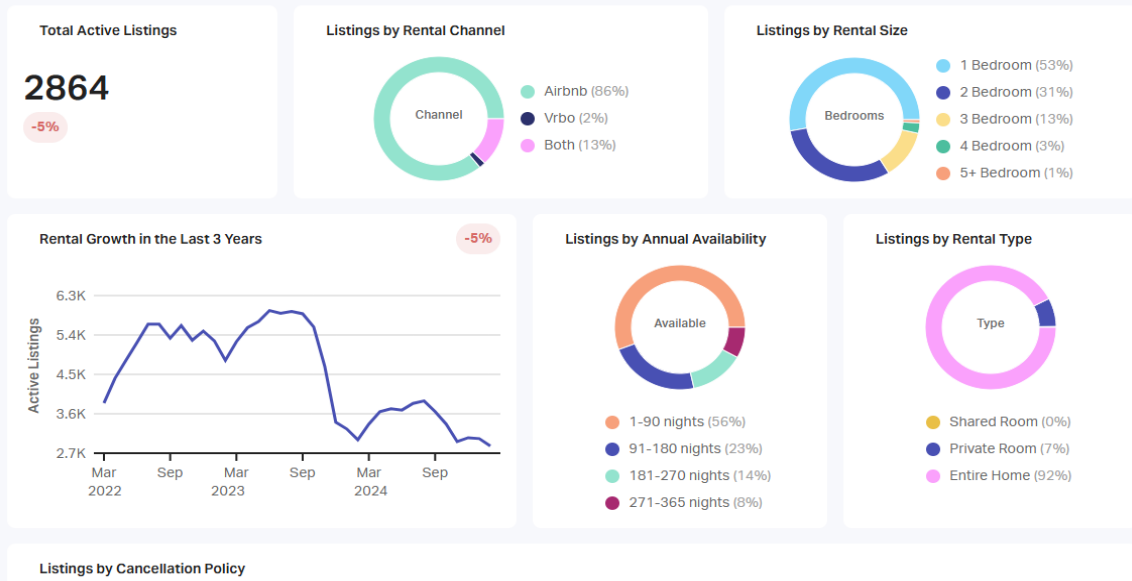 Total Active Listings
2864
-5%
Listings by Rental Channel
Channel
Airbnb (86%)
Vrbo (2%)
Both (13%)
Listings by Rental Size
Bedrooms
1 Bedroom (53%)
2 Bedroom (31%)
3 Bedroom (13%)
4 Bedroom (3%)
5+ Bedroom (1%)
Rental Growth in the Last 3 Years
-5%
Active Listings
6.3K
5.4K
4.5K
3.6K
2.7K
Mar Sep Mar Sep Mar Sep
2022 2023 2024
Listings by Annual Availability
Available
1-90 nights (56%)
91-180 nights (23%)
181-270 nights (14%)
271-365 nights (8%)
Listings by Rental Type
Type
Shared Room (0%)
Private Room (7%)
Entire Home (92%)
Listings by Cancellation Policy